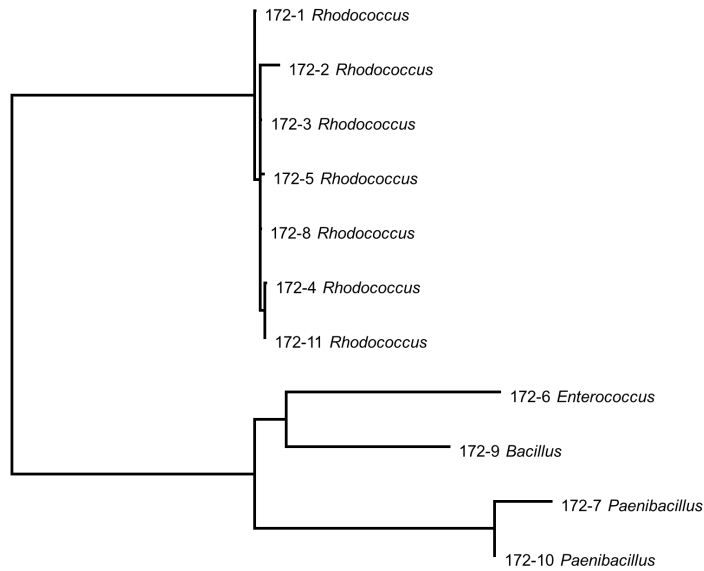 172-1 Rhodococcus
172-2 Rhodococcus
172-3 Rhodococcus
172-5 Rhodococcus
172-8 Rhodococcus
172-4 Rhodococcus
172-11 Rhodococcus
172-6 Enterococcus
172-9 Bacillus
172-7 Paenibacillus
172-10 Paenibacillus